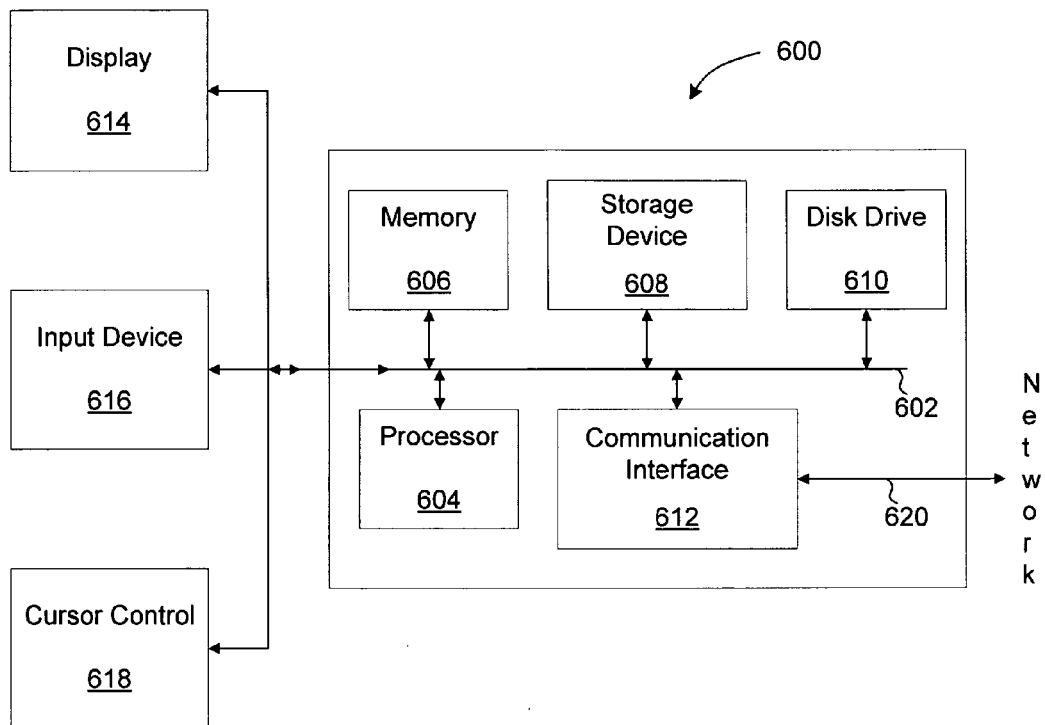 Display
614
600
Memory
606
Storage
Device
608
Disk Drive
610
Input Device
616
602
Processor
604
Communication
Interface
612
620
Network
Cursor Control
618